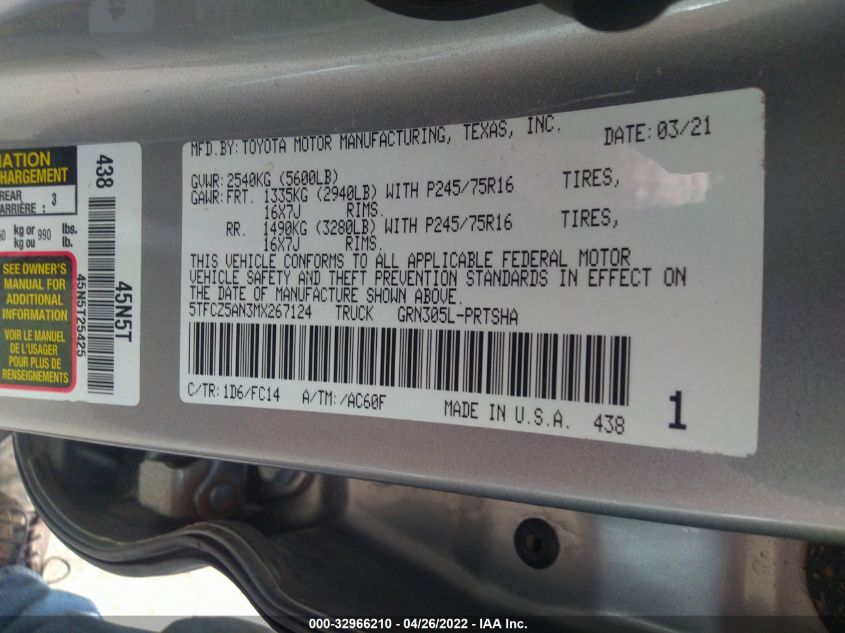 MFD.BY:TOYOTA MOTOR MANUFACTURING, TEXAS, INC. DATE:03/21
GVWR:2540KG (5600LB)
GAWR:FRT. 1335KG (2940LB) WITH P245/75R16 TIRES,
16X7J RIMS.
RR. 1490KG (3280LB) WITH P245/75R16 TIRES,
16X7J RIMS.
THIS VEHICLE CONFORMS TO ALL APPLICABLE FEDERAL MOTOR
VEHICLE SAFETY AND THEFT PREVENTION STANDARDS IN EFFECT ON
THE DATE OF MANUFACTURE SHOWN ABOVE.
5TFCZ5AN3MX267124 TRUCK GRN305L-PRTSHA
C/TR:1D6/FC14 A/TM:/AC60F MADE IN U.S.A. 438 1
MATION
CHARGEMENT
REAR
ARRIÈRE : 3
kg or 990 lbs.
kg ou lb.
SEE OWNER'S
MANUAL FOR
ADDITIONAL
INFORMATION
VOIR LE MANUEL
DE L'USAGER
POUR PLUS DE
RENSEIGNEMENTS
438
45N5T
45N5T25425
000-32966210 - 04/26/2022 - IAA Inc.